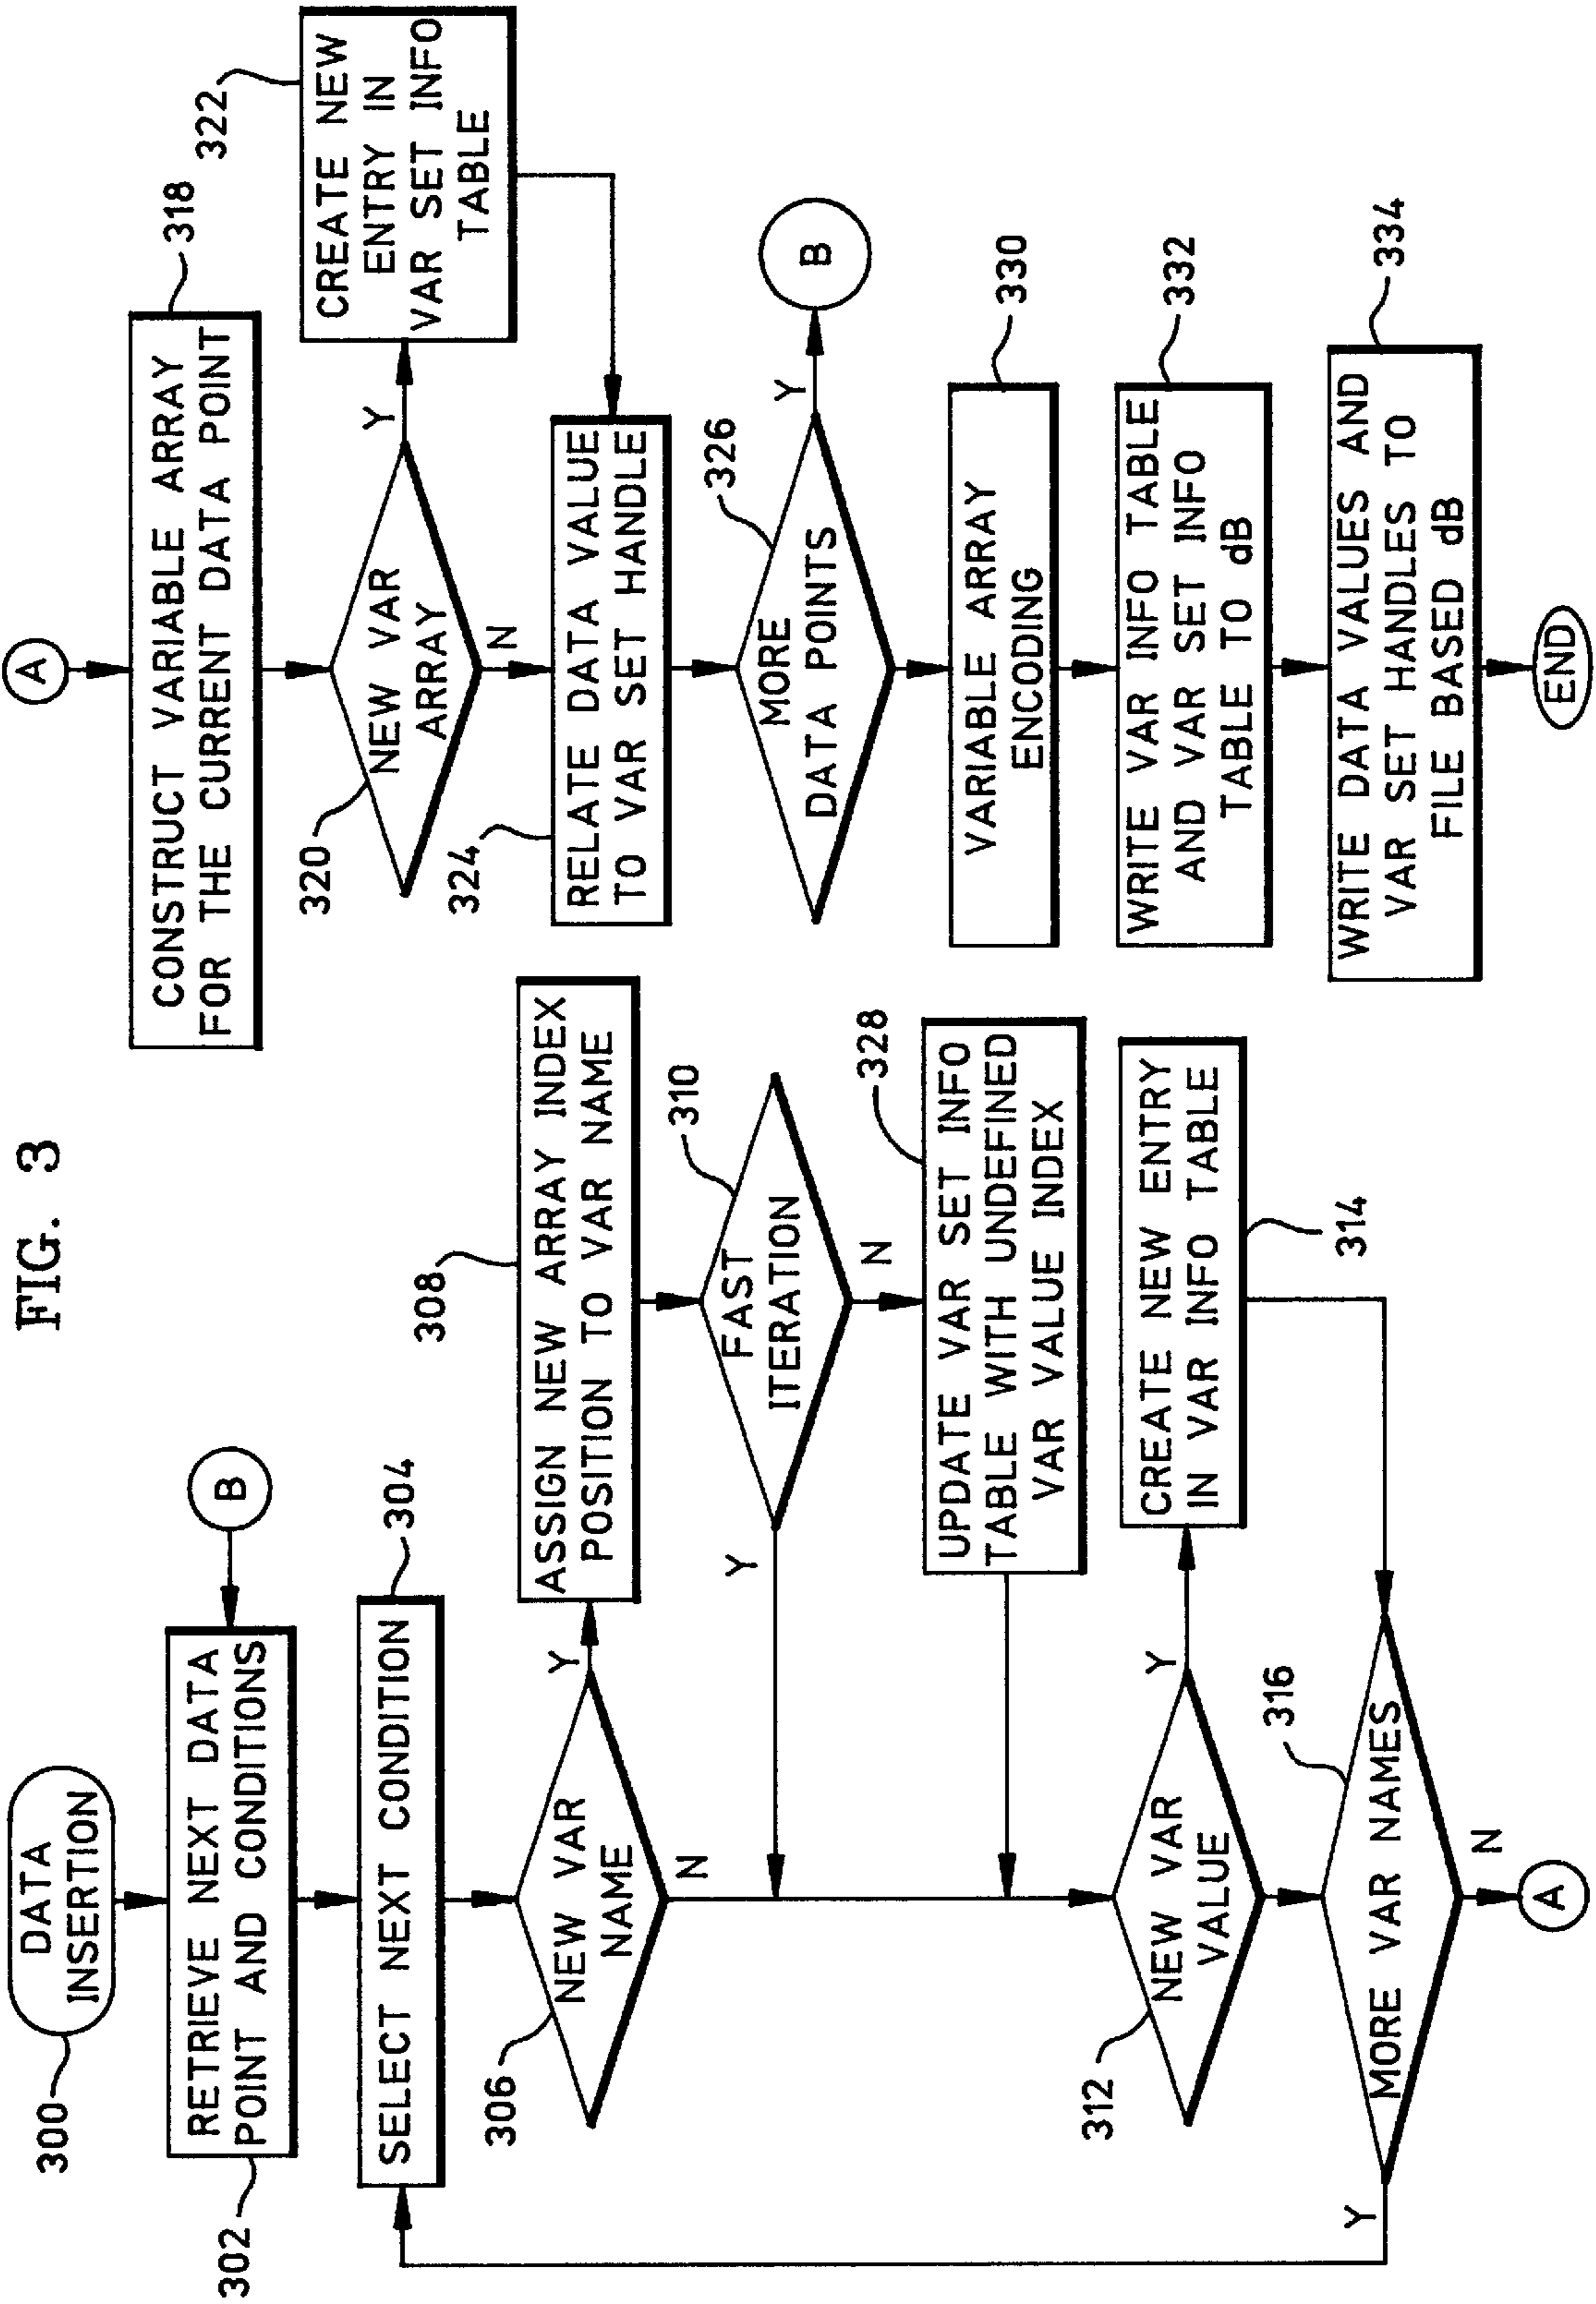 FIG. 3
DATA
INSERTION
300
RETRIEVE NEXT DATA
POINT AND CONDITIONS
302
B
SELECT NEXT CONDITION
304
NEW VAR
NAME
306
Y
N
ASSIGN NEW ARRAY INDEX
POSITION TO VAR NAME
308
FAST
ITERATION
310
Y
N
UPDATE VAR SET INFO
TABLE WITH UNDEFINED
VAR VALUE INDEX
328
NEW VAR
VALUE
312
Y
CREATE NEW ENTRY
IN VAR INFO TABLE
314
MORE VAR NAMES
316
Y
N
A
A
CONSTRUCT VARIABLE ARRAY
FOR THE CURRENT DATA POINT
318
NEW VAR
ARRAY
320
Y
N
CREATE NEW
ENTRY IN
VAR SET INFO
TABLE
322
RELATE DATA VALUE
TO VAR SET HANDLE
324
MORE
DATA POINTS
326
Y
B
VARIABLE ARRAY
ENCODING
330
WRITE VAR INFO TABLE
AND VAR SET INFO
TABLE TO dB
332
WRITE DATA VALUES AND
VAR SET HANDLES TO
FILE BASED dB
334
END